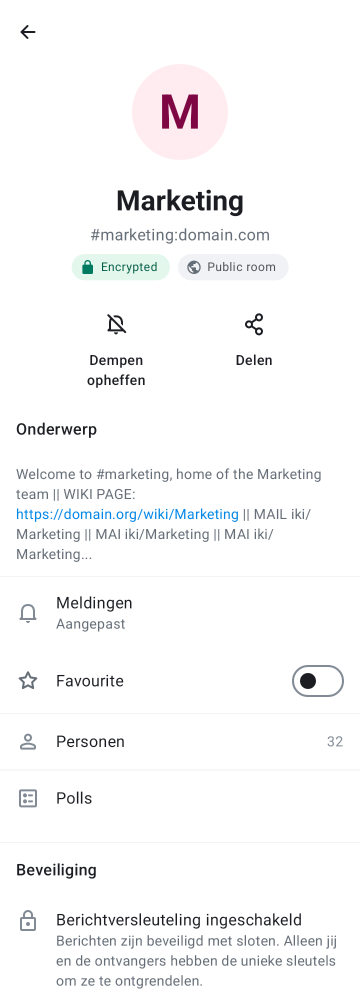 M
Marketing
#marketing:domain.com
Encrypted
Public room
Dempen
opheffen
Delen
Onderwerp
Welcome to #marketing, home of the Marketing
team || WIKI PAGE:
https://domain.org/wiki/Marketing || MAIL iki/
Marketing || MAI iki/Marketing || MAI iki/
Marketing...
Meldingen
Aangepast
Favourite
Personen
32
Polls
Beveiliging
Berichtversleuteling ingeschakeld
Berichten zijn beveiligd met sloten. Alleen jij
en de ontvangers hebben de unieke sleutels
om ze te ontgrendelen.